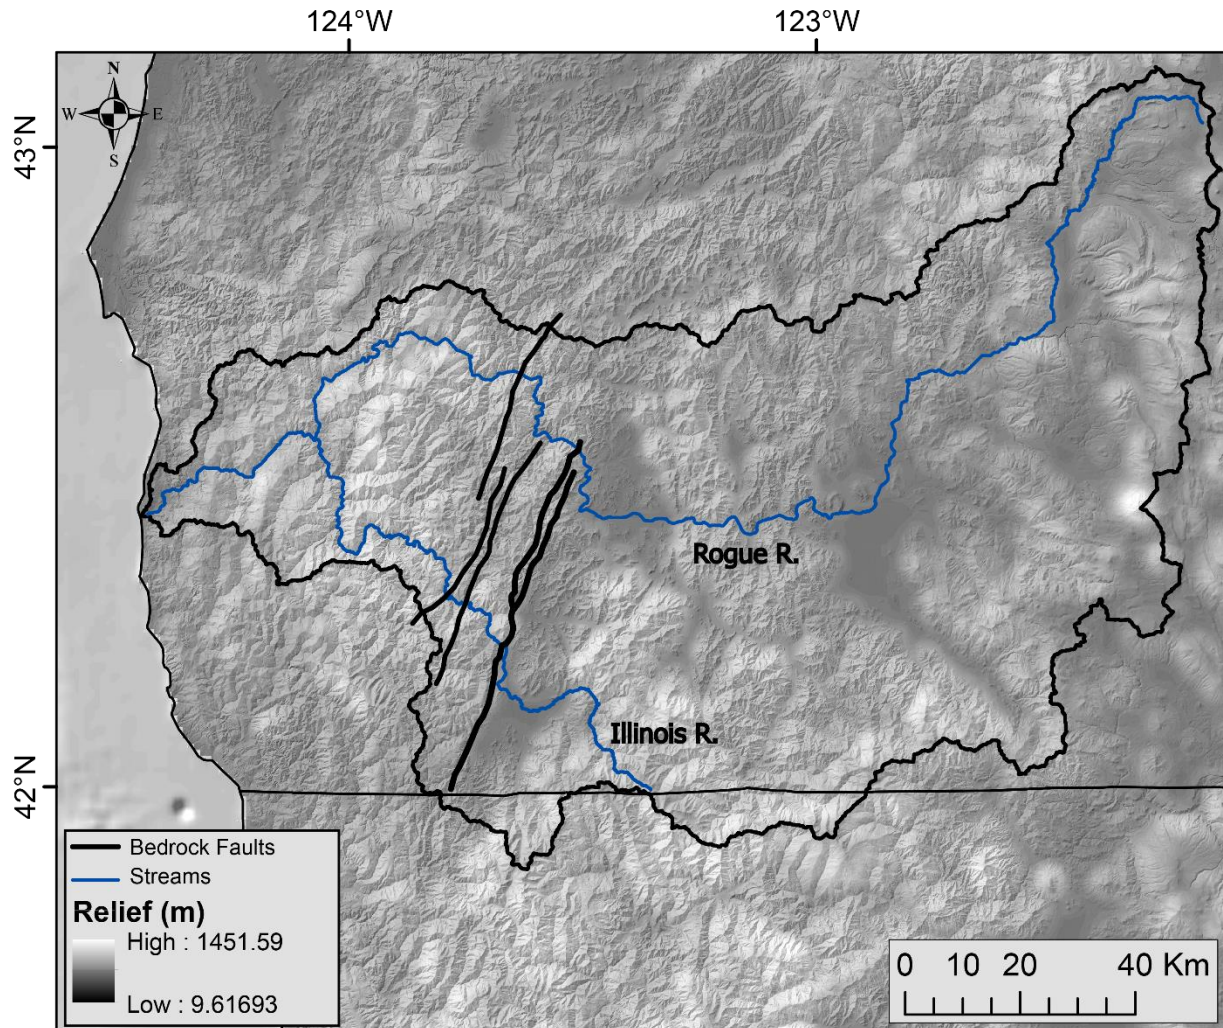 124°W
123°W
N
W
E
S
43°N
Rogue R.
Illinois R.
42°N
Bedrock Faults
Streams
Relief (m)
High : 1451.59
Low : 9.61693
0 10 20 40 Km